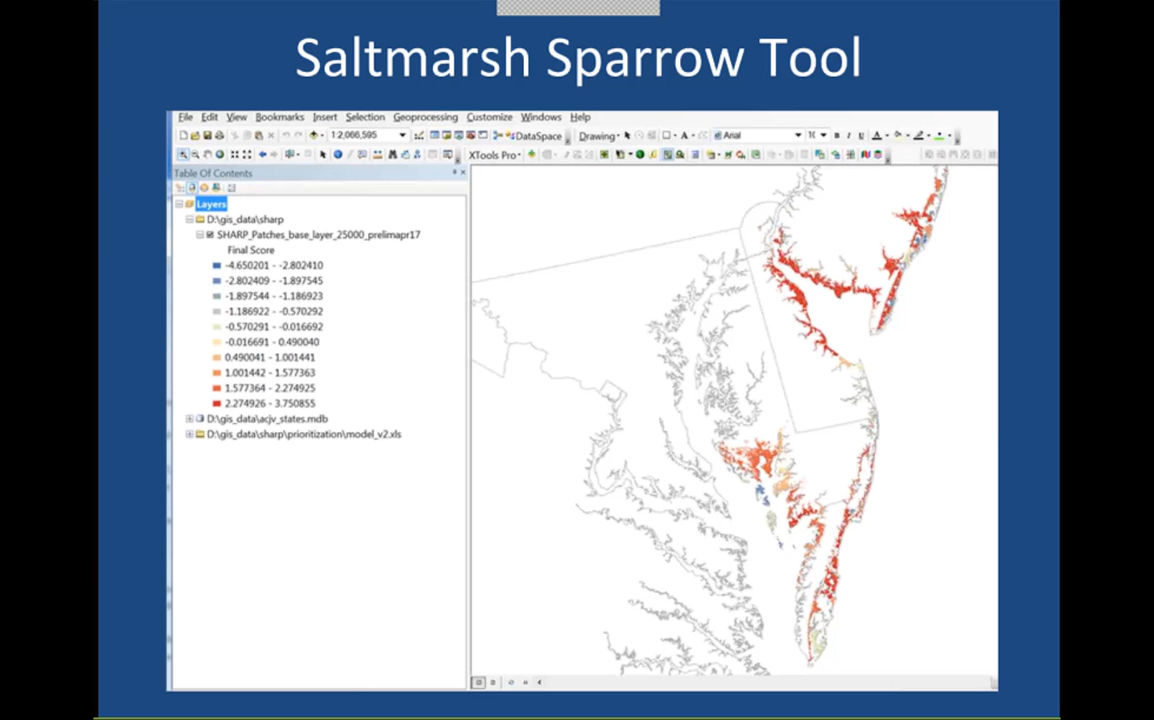 Saltmarsh Sparrow Tool
File Edit View Bookmarks Insert Selection Geoprocessing Customize Windows Help
1:2,066,595 DataSpace Drawing Arial 10 B I U A
XTools Pro
Table Of Contents
Layers
D:\gis_data\sharp
SHARP_Patches_base_layer_25000_prelimapr17
Final Score
-4.650201 - -2.802410
-2.802409 - -1.897545
-1.897544 - -1.186923
-1.186922 - -0.570292
-0.570291 - -0.016692
-0.016691 - 0.490040
0.490041 - 1.001441
1.001442 - 1.577363
1.577364 - 2.274925
2.274926 - 3.750855
D:\gis_data\acjv_states.mdb
D:\gis_data\sharp\prioritization\model_v2.xls